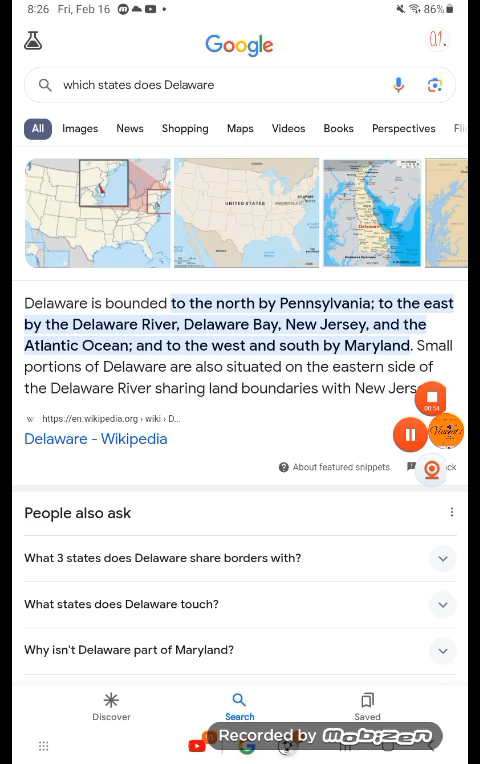 8:26 Fri, Feb 16
86%
Google
which states does Delaware
All Images News Shopping Maps Videos Books Perspectives
UNITED STATES
Delaware
Delaware is bounded to the north by Pennsylvania; to the east
by the Delaware River, Delaware Bay, New Jersey, and the
Atlantic Ocean; and to the west and south by Maryland. Small
portions of Delaware are also situated on the eastern side of
the Delaware River sharing land boundaries with New
00:54
W https://en.wikipedia.org › wiki › D...
Vincent
Delaware - Wikipedia
About featured snippets
People also ask
What 3 states does Delaware share borders with?
What states does Delaware touch?
Why isn't Delaware part of Maryland?
Discover Search Saved
Recorded by mobizen